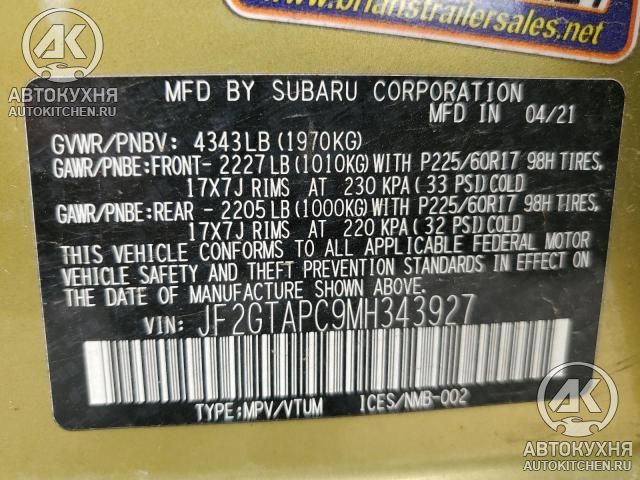 www.brianstrailersales.net
MFD BY SUBARU CORPORATION
MFD IN 04/21
GVWR/PNBV: 4343LB(1970KG)
GAWR/PNBE:FRONT- 2227LB(1010KG)WITH P225/60R17 98H TIRES,
17X7J RIMS AT 230 KPA(33 PSI)COLD
GAWR/PNBE:REAR - 2205LB(1000KG)WITH P225/60R17 98H TIRES,
17X7J RIMS AT 220 KPA(32 PSI)COLD
THIS VEHICLE CONFORMS TO ALL APPLICABLE FEDERAL MOTOR
VEHICLE SAFETY AND THEFT PREVENTION STANDARDS IN EFFECT ON
THE DATE OF MANUFACTURE SHOWN ABOVE.
VIN: JF2GTAPC9MH343927
TYPE:MPV/VTUM ICES/NMB-002
АК
АВТОКУХНЯ
AUTOKITCHEN.RU
АК
АВТОКУХНЯ
AUTOKITCHEN.RU